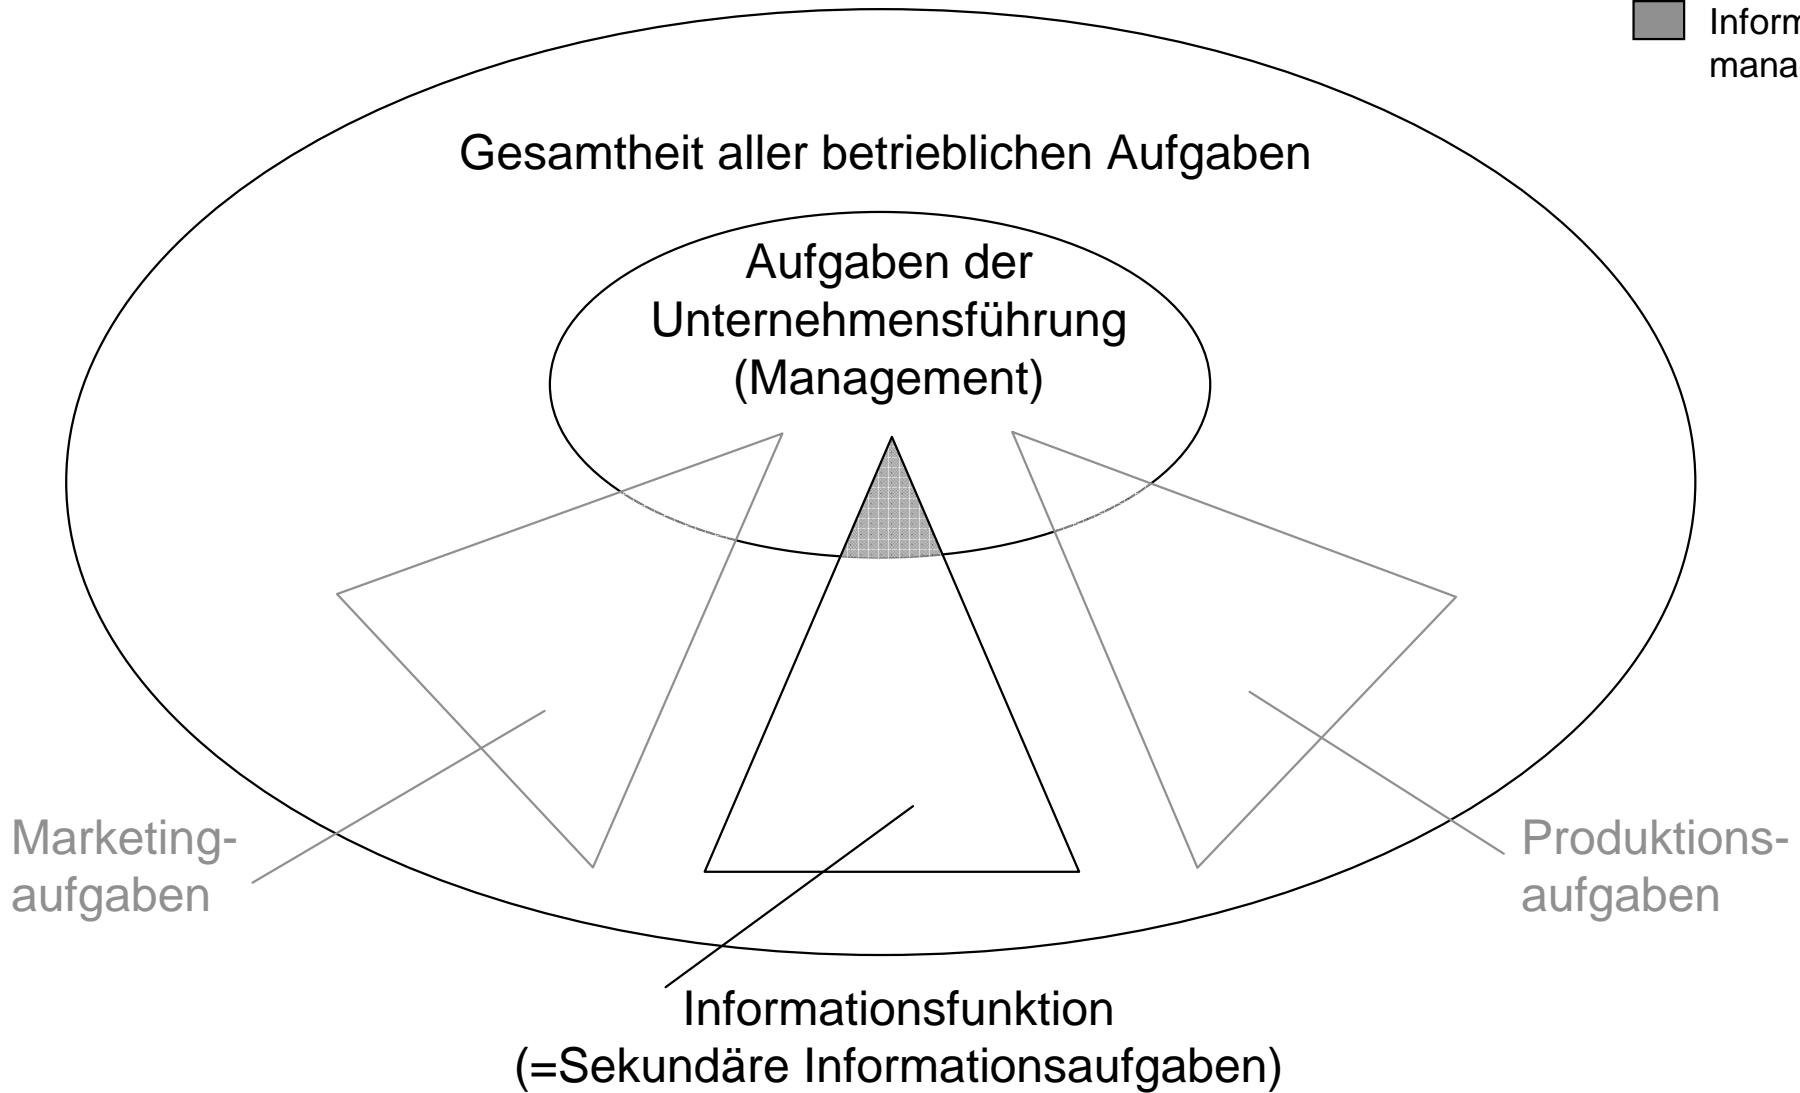 Inform
mana
Gesamtheit aller betrieblichen Aufgaben
Aufgaben der
Unternehmensführung
(Management)
Marketing-
aufgaben
Produktions-
aufgaben
Informationsfunktion
(=Sekundäre Informationsaufgaben)